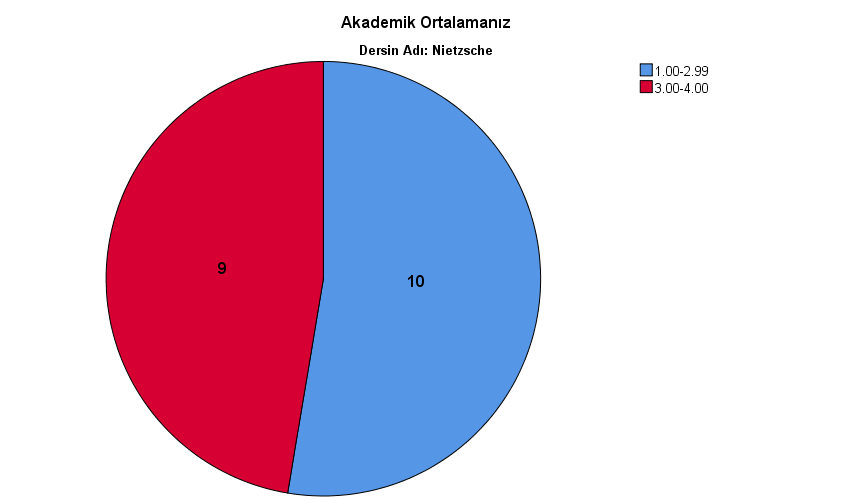 Akademik Ortalamanız
Dersin Adı: Nietzsche
1.00-2.99
3.00-4.00
9
10